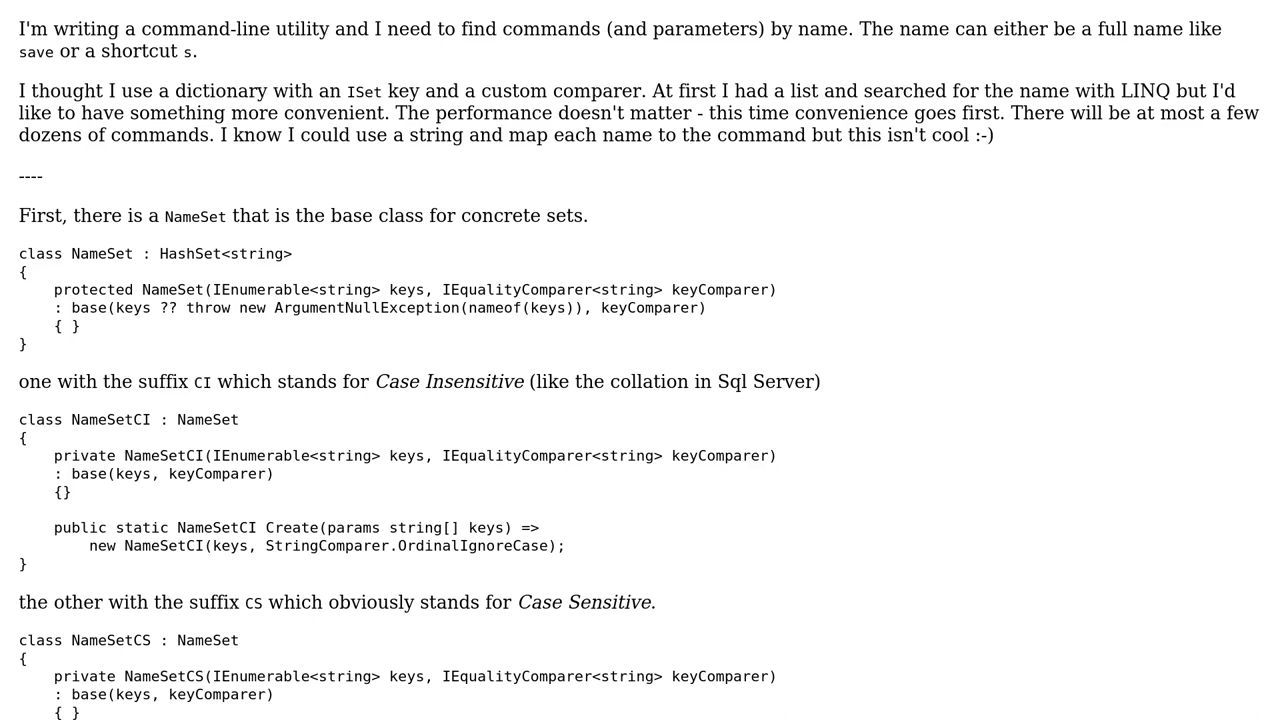 I'm writing a command-line utility and I need to find commands (and parameters) by name. The name can either be a full name like
save or a shortcut s.
I thought I use a dictionary with an ISet key and a custom comparer. At first I had a list and searched for the name with LINQ but I'd
like to have something more convenient. The performance doesn't matter - this time convenience goes first. There will be at most a few
dozens of commands. I know I could use a string and map each name to the command but this isn't cool :-)
----
First, there is a NameSet that is the base class for concrete sets.
class NameSet : HashSet<string>
{
    protected NameSet(IEnumerable<string> keys, IEqualityComparer<string> keyComparer)
    : base(keys ?? throw new ArgumentNullException(nameof(keys)), keyComparer)
    { }
}
one with the suffix CI which stands for Case Insensitive (like the collation in Sql Server)
class NameSetCI : NameSet
{
    private NameSetCI(IEnumerable<string> keys, IEqualityComparer<string> keyComparer)
    : base(keys, keyComparer)
    {}
    public static NameSetCI Create(params string[] keys) =>
        new NameSetCI(keys, StringComparer.OrdinalIgnoreCase);
}
the other with the suffix CS which obviously stands for Case Sensitive.
class NameSetCS : NameSet
{
    private NameSetCS(IEnumerable<string> keys, IEqualityComparer<string> keyComparer)
    : base(keys, keyComparer)
    { }